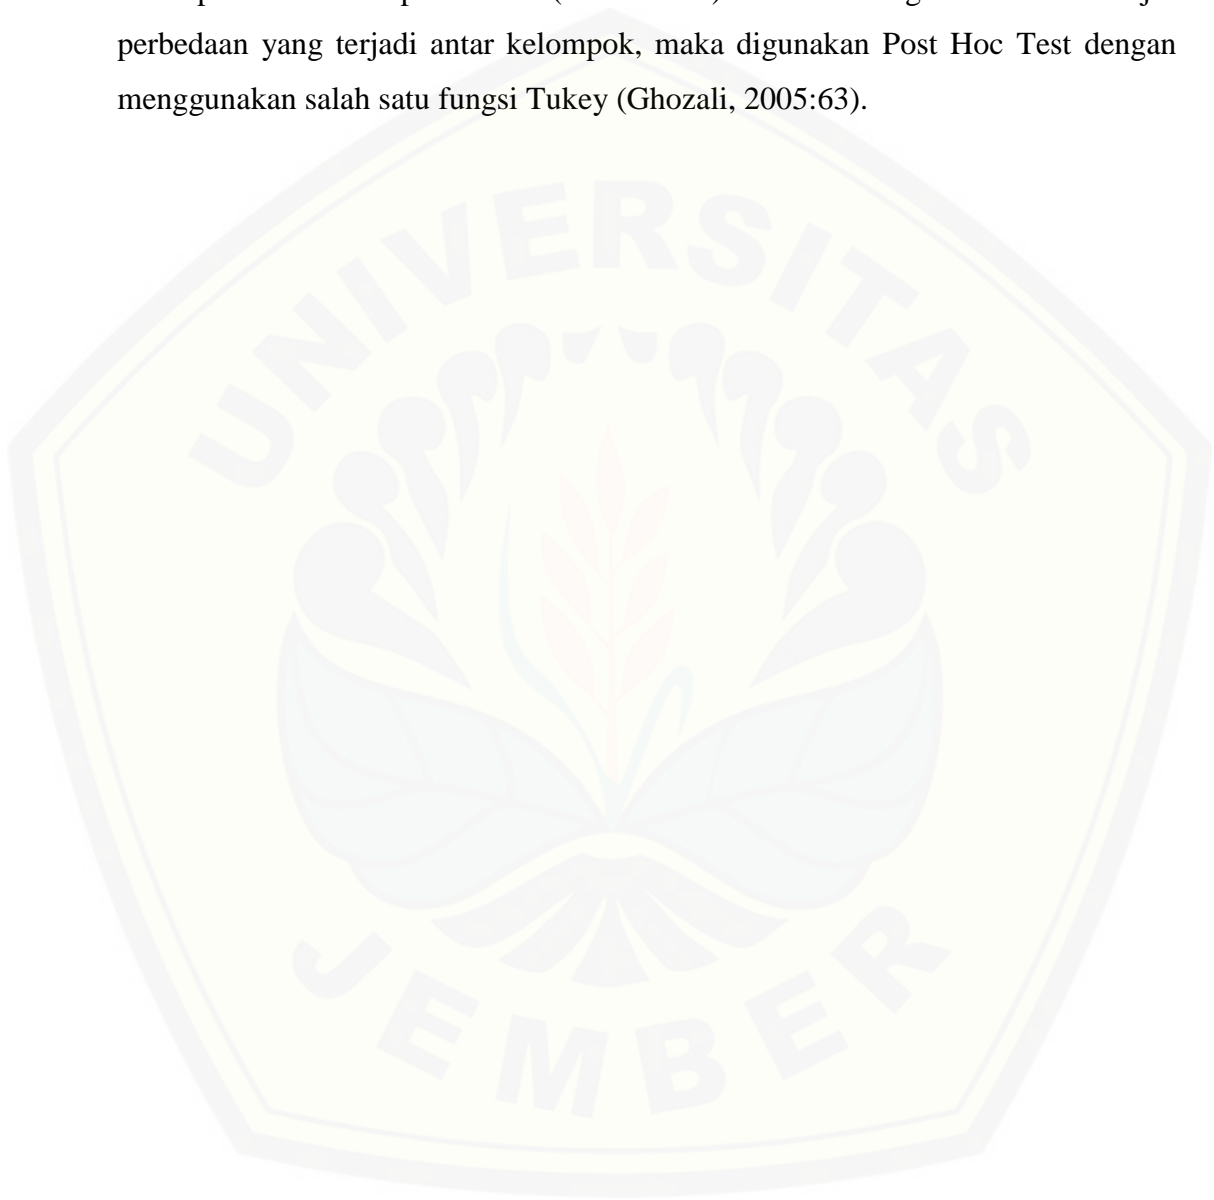 perbedaan yang terjadi antar kelompok, maka digunakan Post Hoc Test dengan
menggunakan salah satu fungsi Tukey (Ghozali, 2005:63).
UNIVERSITAS
JEMBER